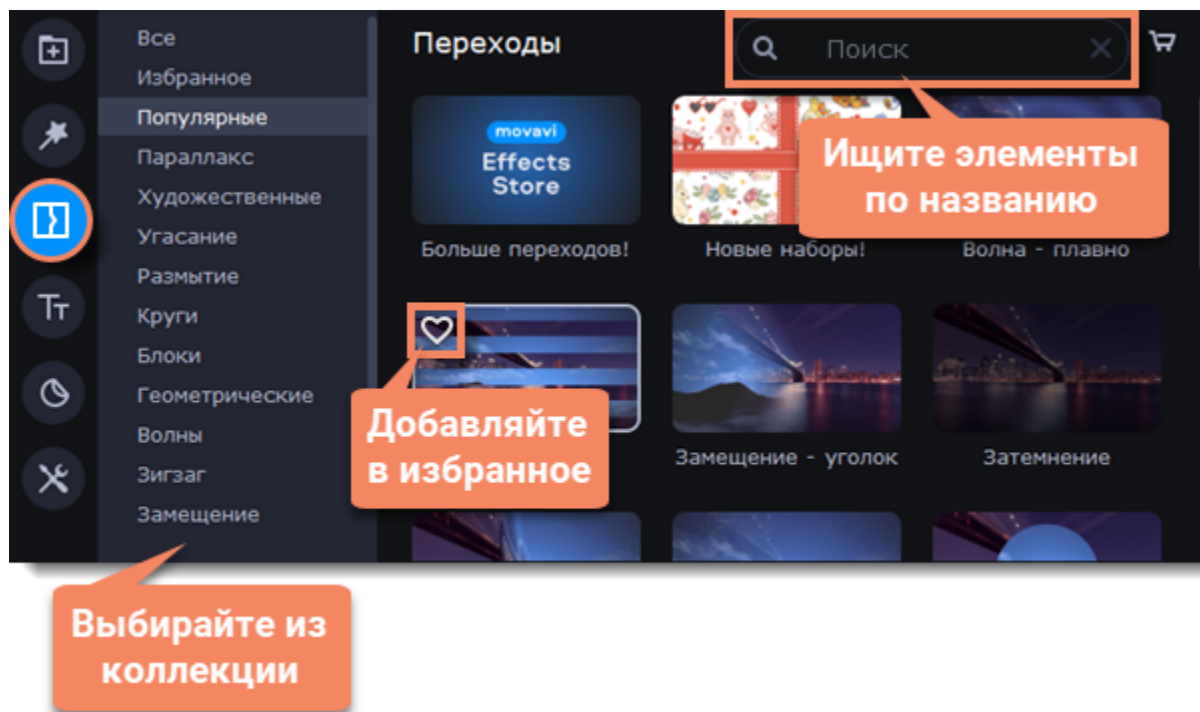 Все
Избранное
Популярные
Параллакс
Художественные
Угасание
Размытие
Круги
Блоки
Геометрические
Волны
Зигзаг
Замещение
Переходы
Поиск
movavi
Effects
Store
Больше переходов!
Новые наборы!
Волна - плавно
Ищите элементы
по названию
Добавляйте
в избранное
Замещение - уголок
Затемнение
Выбирайте из
коллекции
Tт